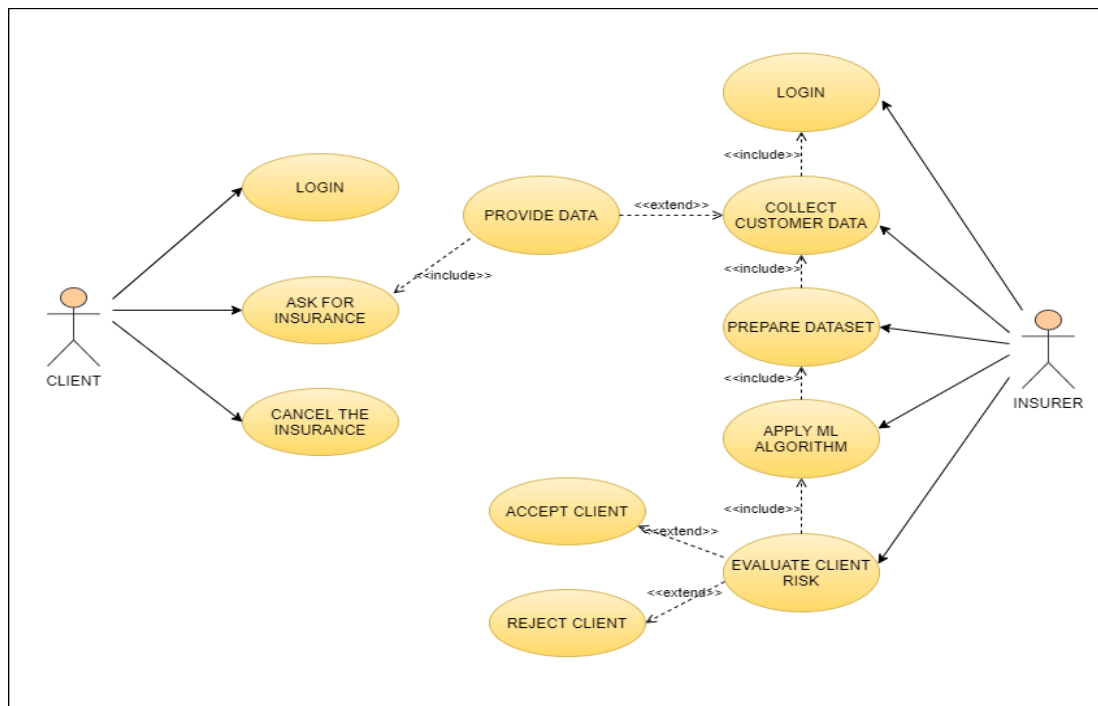 LOGIN
<<include>>
LOGIN
PROVIDE DATA
<<extend>>
COLLECT
CUSTOMER DATA
<<include>>
<<include>>
ASK FOR
INSURANCE
PREPARE DATASET
CLIENT
<<include>>
INSURER
CANCEL THE
INSURANCE
APPLY ML
ALGORITHM
ACCEPT CLIENT
<<include>>
<<extend>>
EVALUATE CLIENT
RISK
<<extend>>
REJECT CLIENT